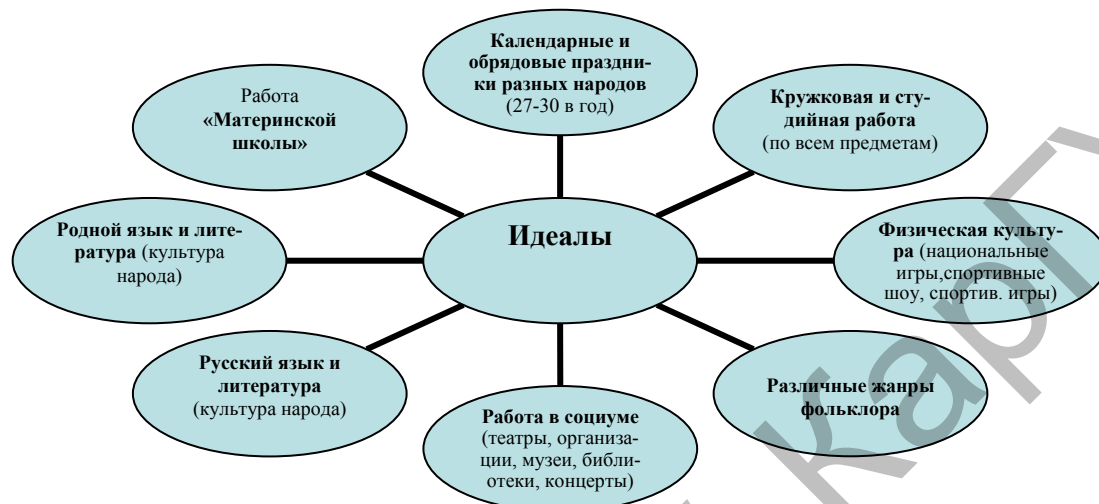 Календарные и
обрядовые праздни-
ки разных народов
(27-30 в год)
Работа
«Материнской
школы»
Кружковая и сту-
дийная работа
(по всем предметам)
Родной язык и лите-
ратура (культура
народа)
Идеалы
Физическая культу-
ра (национальные
игры,спортивные
шоу, спортив. игры)
Русский язык и
литература
(культура народа)
Работа в социуме
(театры, организа-
ции, музеи, библи-
отеки, концерты)
Различные жанры
фольклора
КарГ